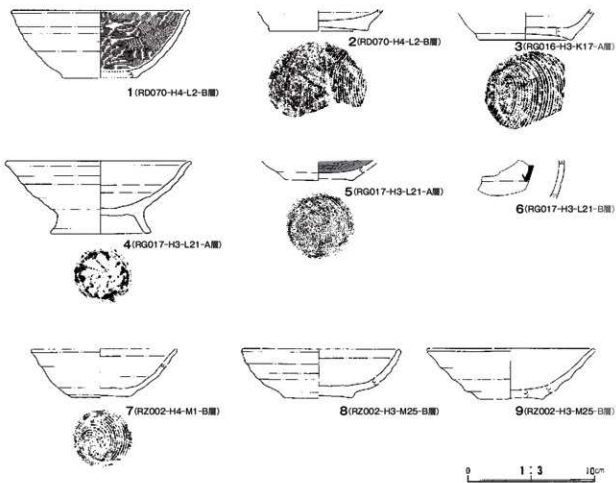 1(RD070-H4-L2-B層)
2(RD070-H4-L2-B層)
3(RG016-H3-K17-A層)
4(RG017-H3-L21-A層)
5(RG017-H3-L21-A層)
6(RG017-H3-L21-B層)
7(RZ002-H4-M1-B層)
8(RZ002-H3-M25-B層)
9(RZ002-H3-M25-B層)
0 1:3 10cm